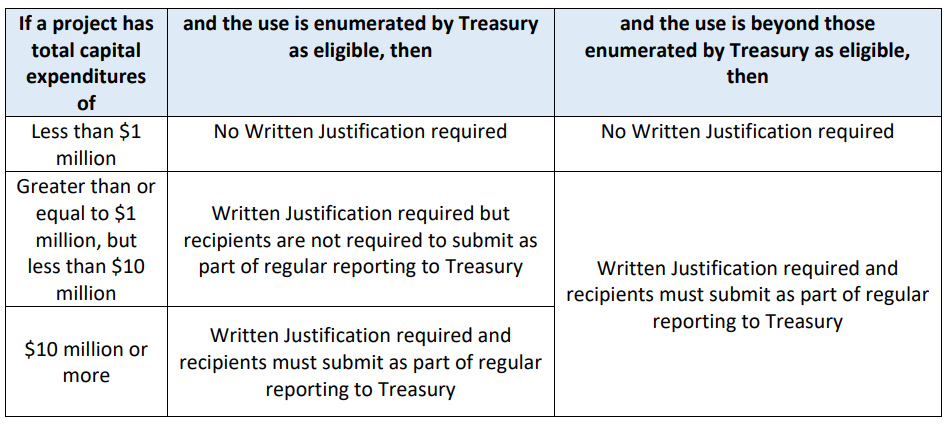 If a project has
total capital
expenditures
of
and the use is enumerated by Treasury
as eligible, then
and the use is beyond those
enumerated by Treasury as eligible,
then
Less than $1
million
No Written Justification required
No Written Justification required
Greater than or
equal to $1
million, but
less than $10
million
Written Justification required but
recipients are not required to submit as
part of regular reporting to Treasury
Written Justification required and
recipients must submit as part of regular
reporting to Treasury
$10 million or
more
Written Justification required and
recipients must submit as part of regular
reporting to Treasury